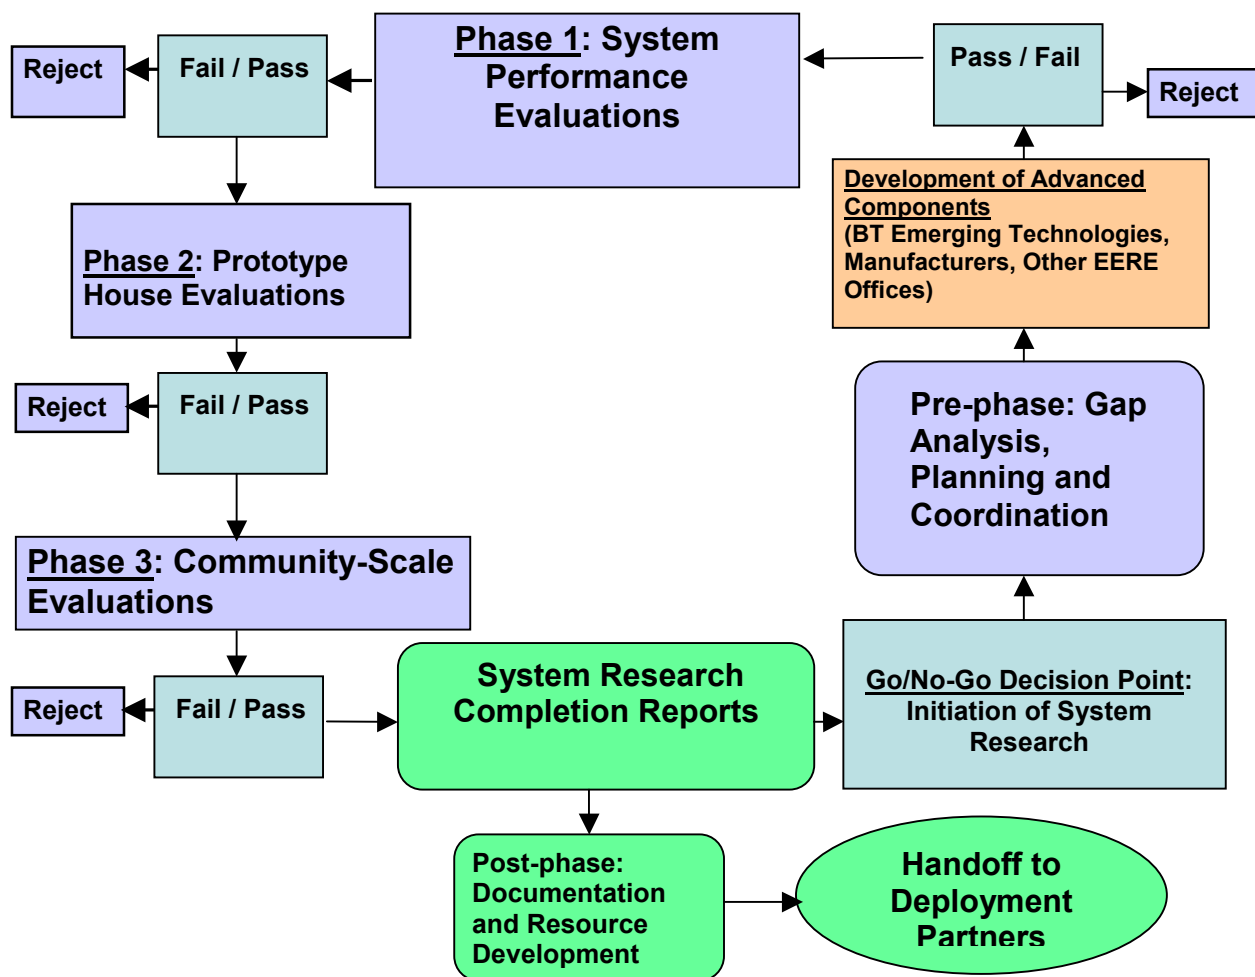 Reject
Fail / Pass
Phase 1: System
Performance
Evaluations
Pass / Fail
Reject
Development of Advanced
Components
(BT Emerging Technologies,
Manufacturers, Other EERE
Offices)
Phase 2: Prototype
House Evaluations
Reject
Fail / Pass
Pre-phase: Gap
Analysis,
Planning and
Coordination
Phase 3: Community-Scale
Evaluations
Reject
Fail / Pass
System Research
Completion Reports
Go/No-Go Decision Point:
Initiation of System
Research
Post-phase:
Documentation
and Resource
Development
Handoff to
Deployment
Partners